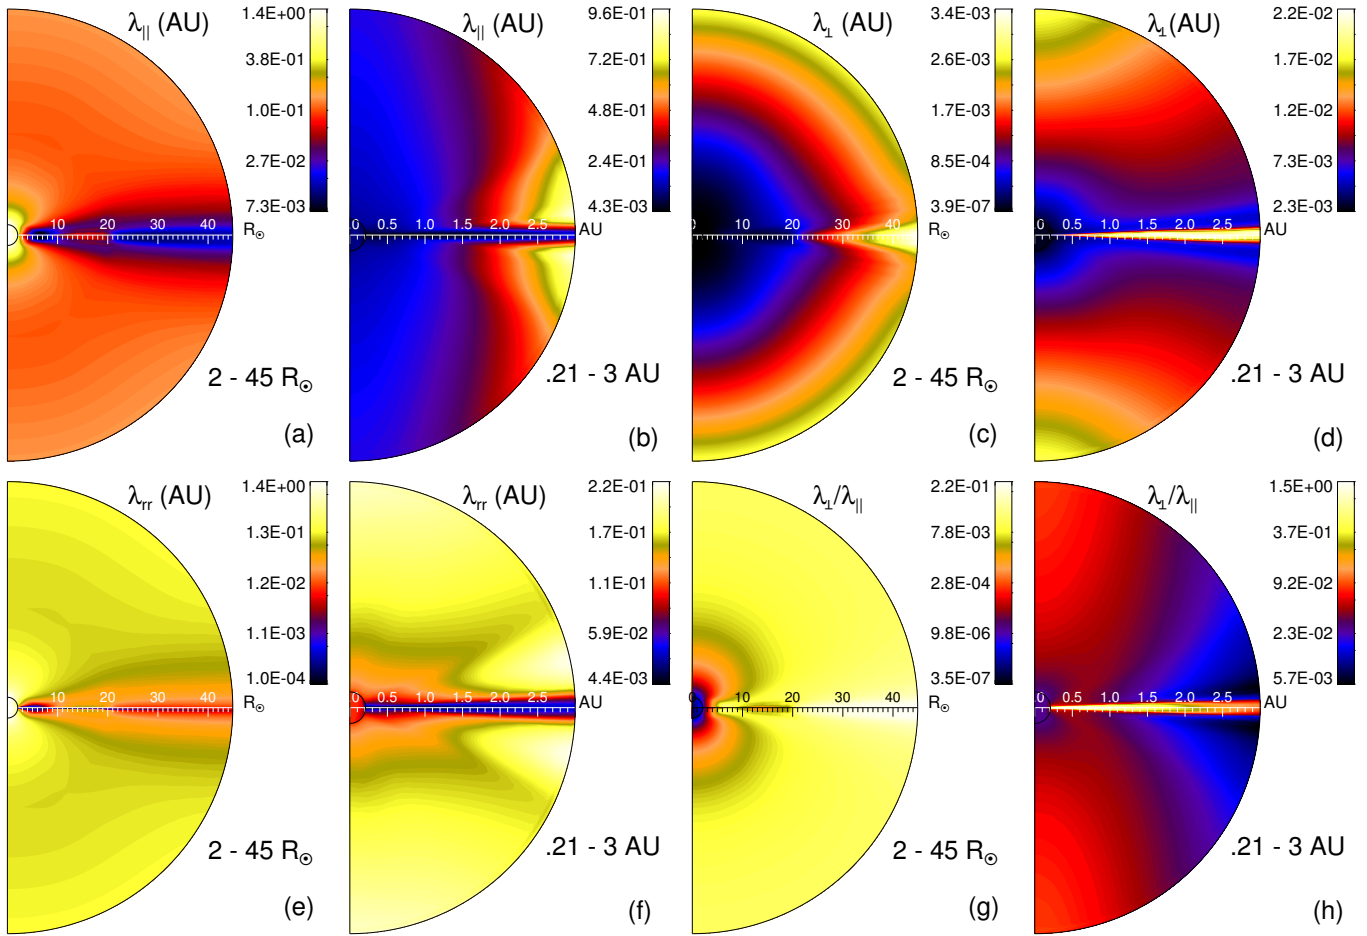 λ∥ (AU)
1.4E+00
3.8E-01
1.0E-01
2.7E-02
7.3E-03
10 20 30 40
R⊙
2 - 45 R⊙
(a)
λ∥ (AU)
9.6E-01
7.2E-01
4.8E-01
2.4E-01
4.3E-03
0 0.5 1.0 1.5 2.0 2.5
AU
.21 - 3 AU
(b)
λ⊥ (AU)
3.4E-03
2.6E-03
1.7E-03
8.5E-04
3.9E-07
0 10 20 30 40
R⊙
2 - 45 R⊙
(c)
λ⊥(AU)
2.2E-02
1.7E-02
1.2E-02
7.3E-03
2.3E-03
0 0.5 1.0 1.5 2.0 2.5
AU
.21 - 3 AU
(d)
λrr (AU)
1.4E+00
1.3E-01
1.2E-02
1.1E-03
1.0E-04
0 10 20 30 40
R⊙
2 - 45 R⊙
(e)
λrr (AU)
2.2E-01
1.7E-01
1.1E-01
5.9E-02
4.4E-03
0 0.5 1.0 1.5 2.0 2.5
AU
.21 - 3 AU
(f)
λ⊥/λ∥
2.2E-01
7.8E-03
2.8E-04
9.8E-06
3.5E-07
0 10 20 30 40
R⊙
2 - 45 R⊙
(g)
λ⊥/λ∥
1.5E+00
3.7E-01
9.2E-02
2.3E-02
5.7E-03
0 0.5 1.0 1.5 2.0 2.5
AU
.21 - 3 AU
(h)